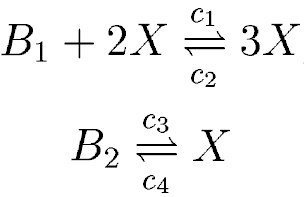 c₁
B₁ + 2X ⇌ 3X
c₂
c₃
B₂ ⇌ X
c₄